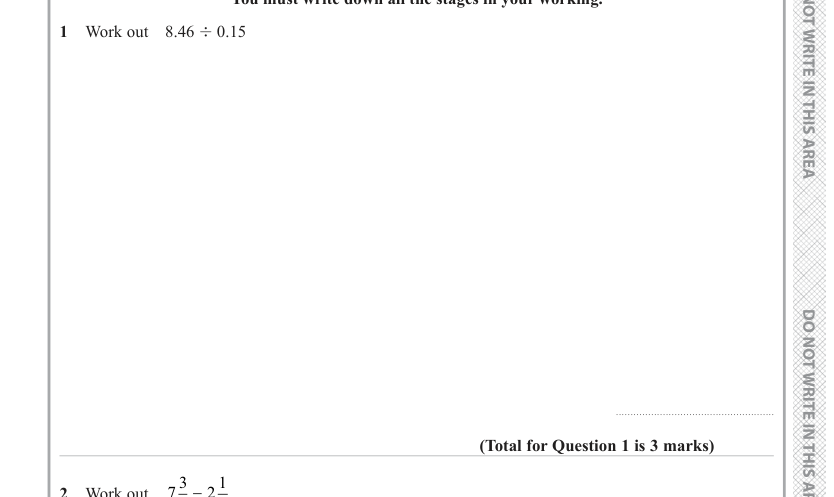 You must write down all the stages in your working.
1 Work out 8.46 ÷ 0.15
(Total for Question 1 is 3 marks)
2 Work out 7 3 – 2 1
NOT WRITE IN THIS AREA
DO NOT WRITE IN THIS